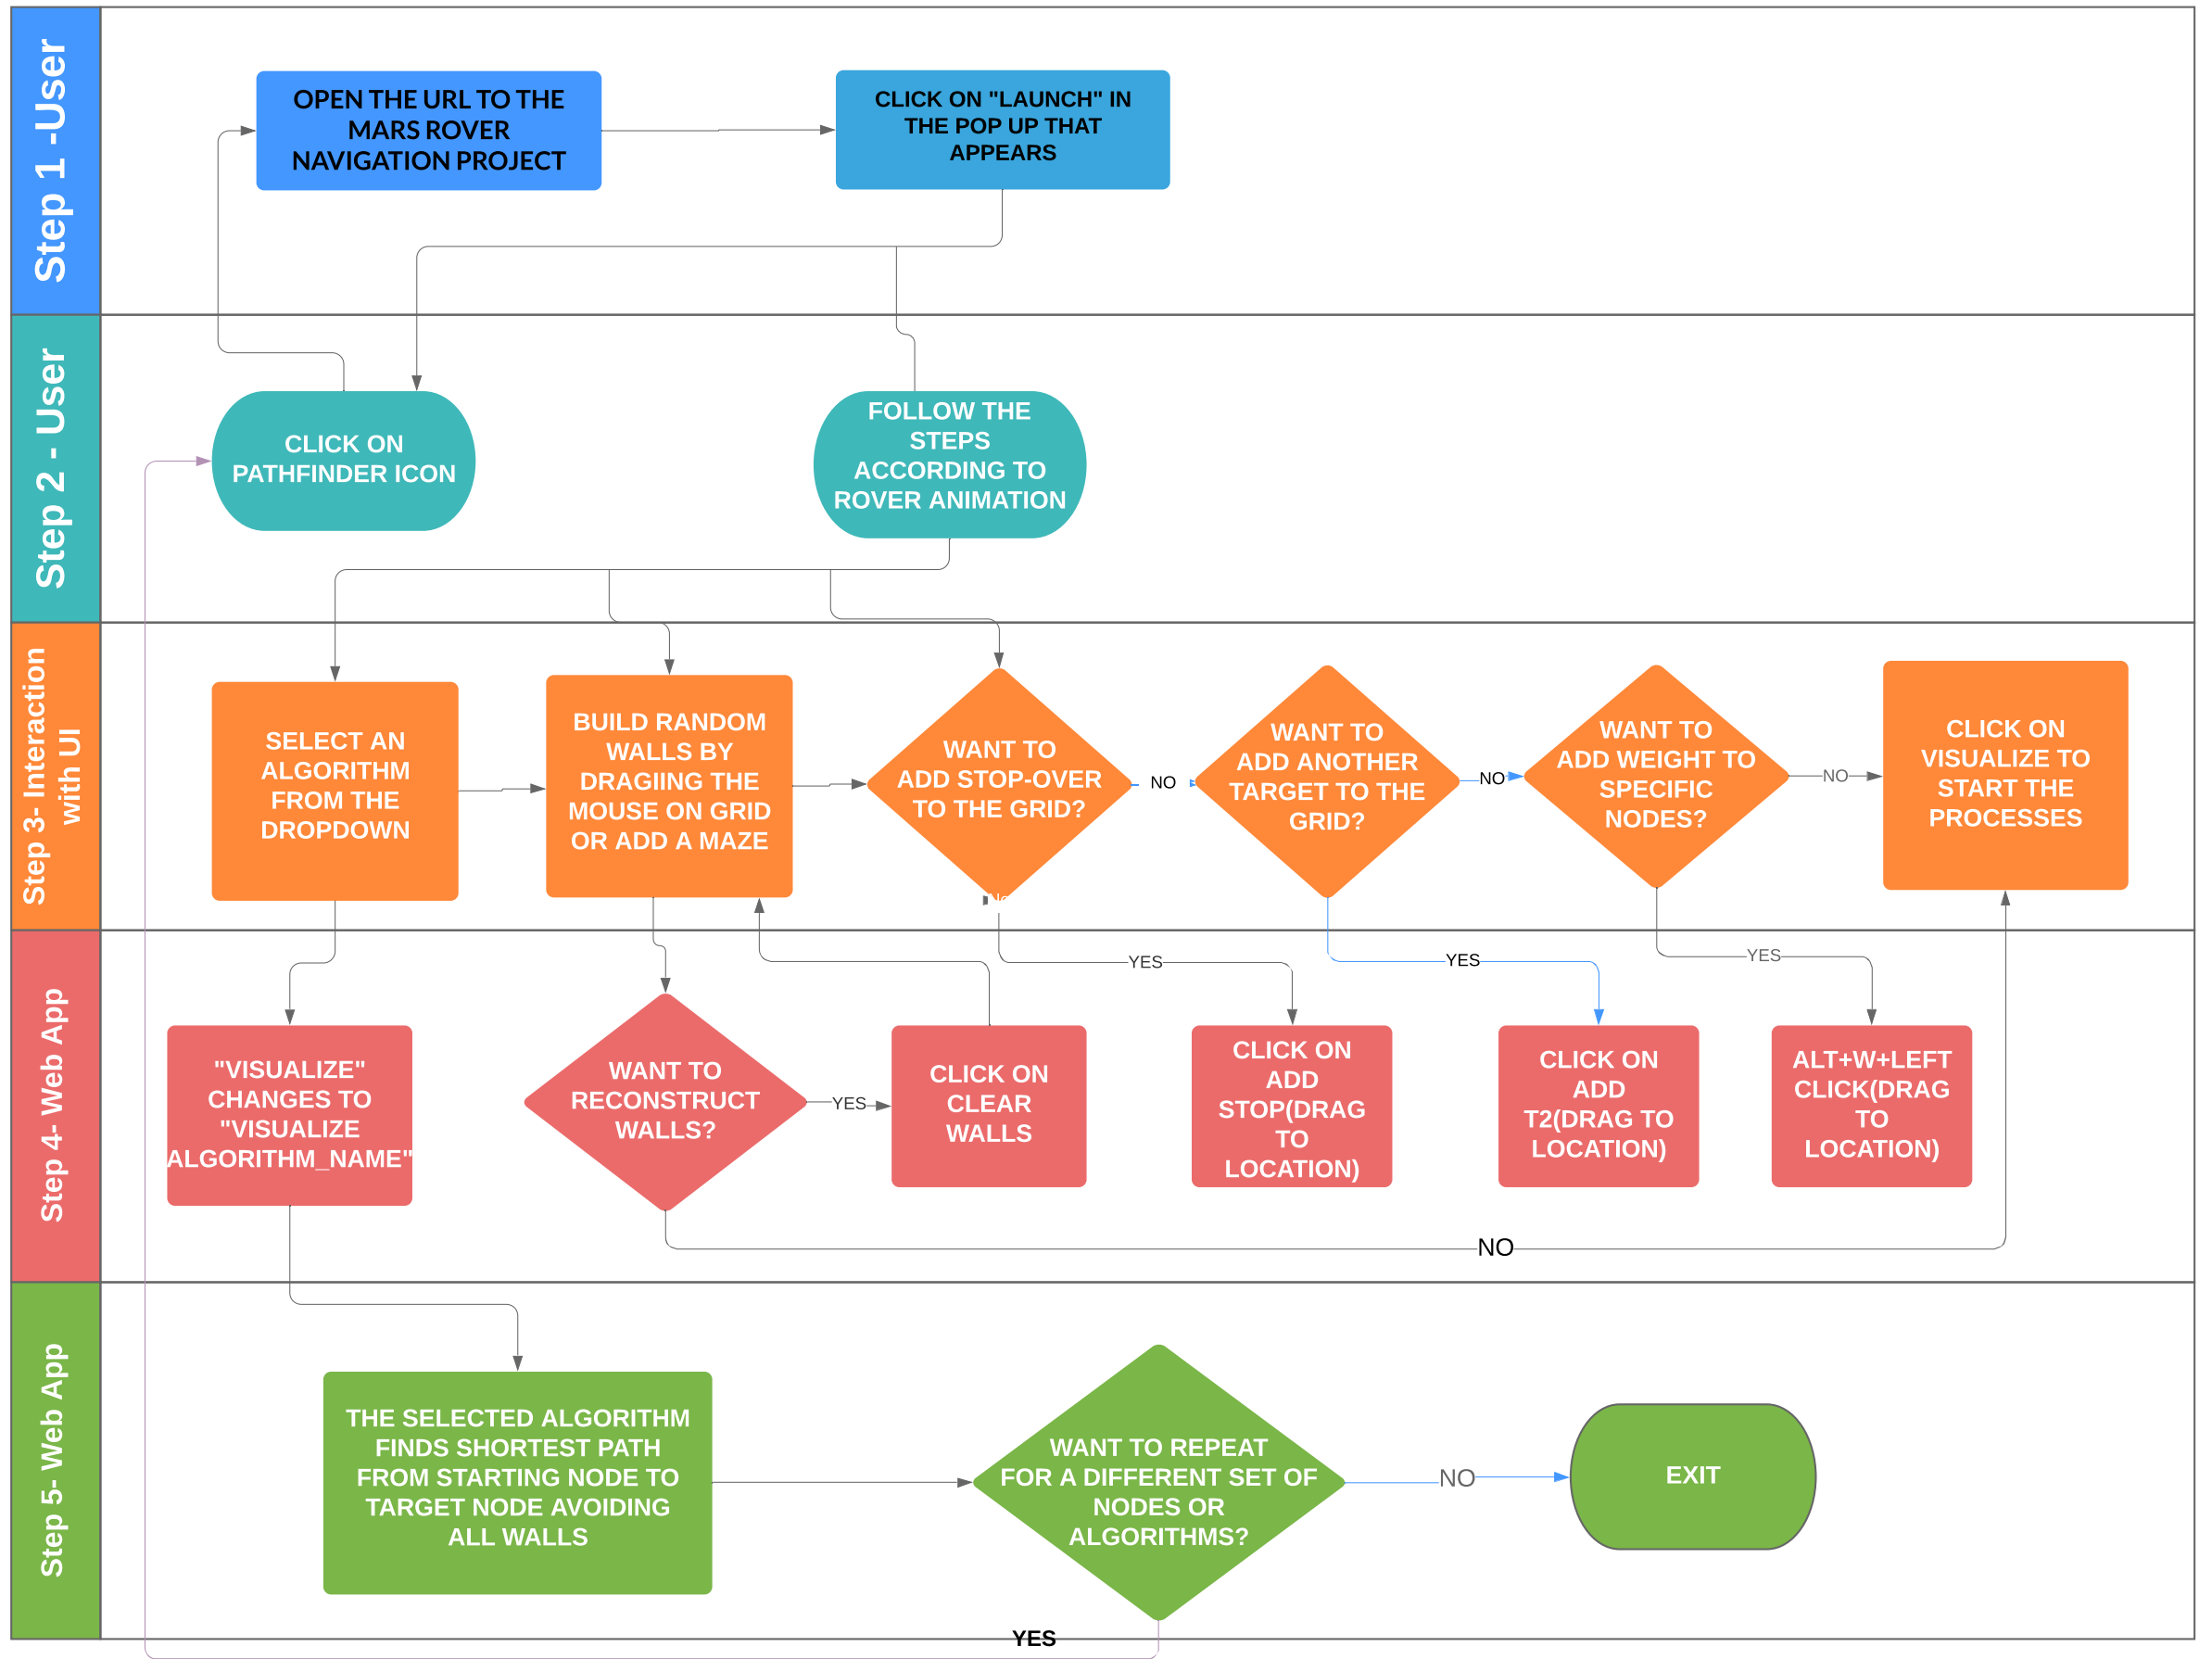 Step 1 -User
OPEN THE URL TO THE
MARS ROVER
NAVIGATION PROJECT
CLICK ON "LAUNCH" IN
THE POP UP THAT
APPEARS
Step 2 - User
CLICK ON
PATHFINDER ICON
FOLLOW THE
STEPS
ACCORDING TO
ROVER ANIMATION
Step 3- Interaction
with UI
SELECT AN
ALGORITHM
FROM THE
DROPDOWN
BUILD RANDOM
WALLS BY
DRAGIING THE
MOUSE ON GRID
OR ADD A MAZE
WANT TO
ADD STOP-OVER
TO THE GRID?
NO
WANT TO
ADD ANOTHER
TARGET TO THE
GRID?
NO
WANT TO
ADD WEIGHT TO
SPECIFIC
NODES?
NO
CLICK ON
VISUALIZE TO
START THE
PROCESSES
YES
YES
YES
Step 4- Web App
"VISUALIZE"
CHANGES TO
"VISUALIZE
ALGORITHM_NAME"
WANT TO
RECONSTRUCT
WALLS?
YES
CLICK ON
CLEAR
WALLS
CLICK ON
ADD
STOP(DRAG
TO
LOCATION)
CLICK ON
ADD
T2(DRAG TO
LOCATION)
ALT+W+LEFT
CLICK(DRAG
TO
LOCATION)
NO
Step 5- Web App
THE SELECTED ALGORITHM
FINDS SHORTEST PATH
FROM STARTING NODE TO
TARGET NODE AVOIDING
ALL WALLS
WANT TO REPEAT
FOR A DIFFERENT SET OF
NODES OR
ALGORITHMS?
NO
EXIT
YES